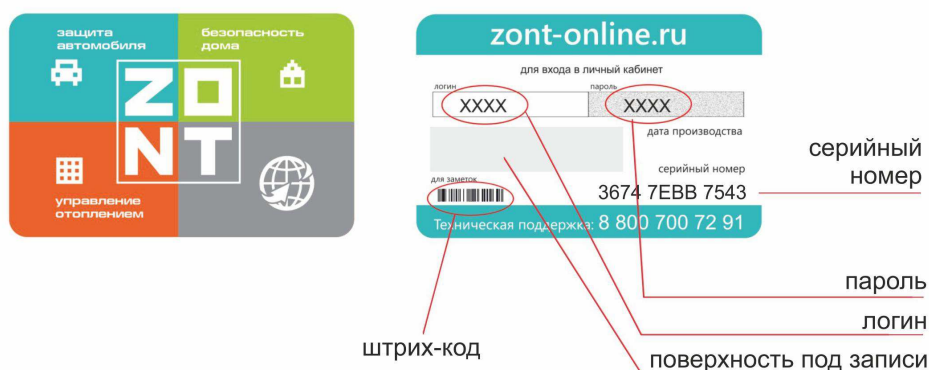 защита
автомобиля
безопасность
дома
ZO
NT
управление
отоплением
zont-online.ru
для входа в личный кабинет
логин
пароль
XXXX
XXXX
дата производства
серийный номер
для заметок
3674 7EBB 7543
Техническая поддержка: 8 800 700 72 91
серийный
номер
пароль
логин
штрих-код
поверхность под записи